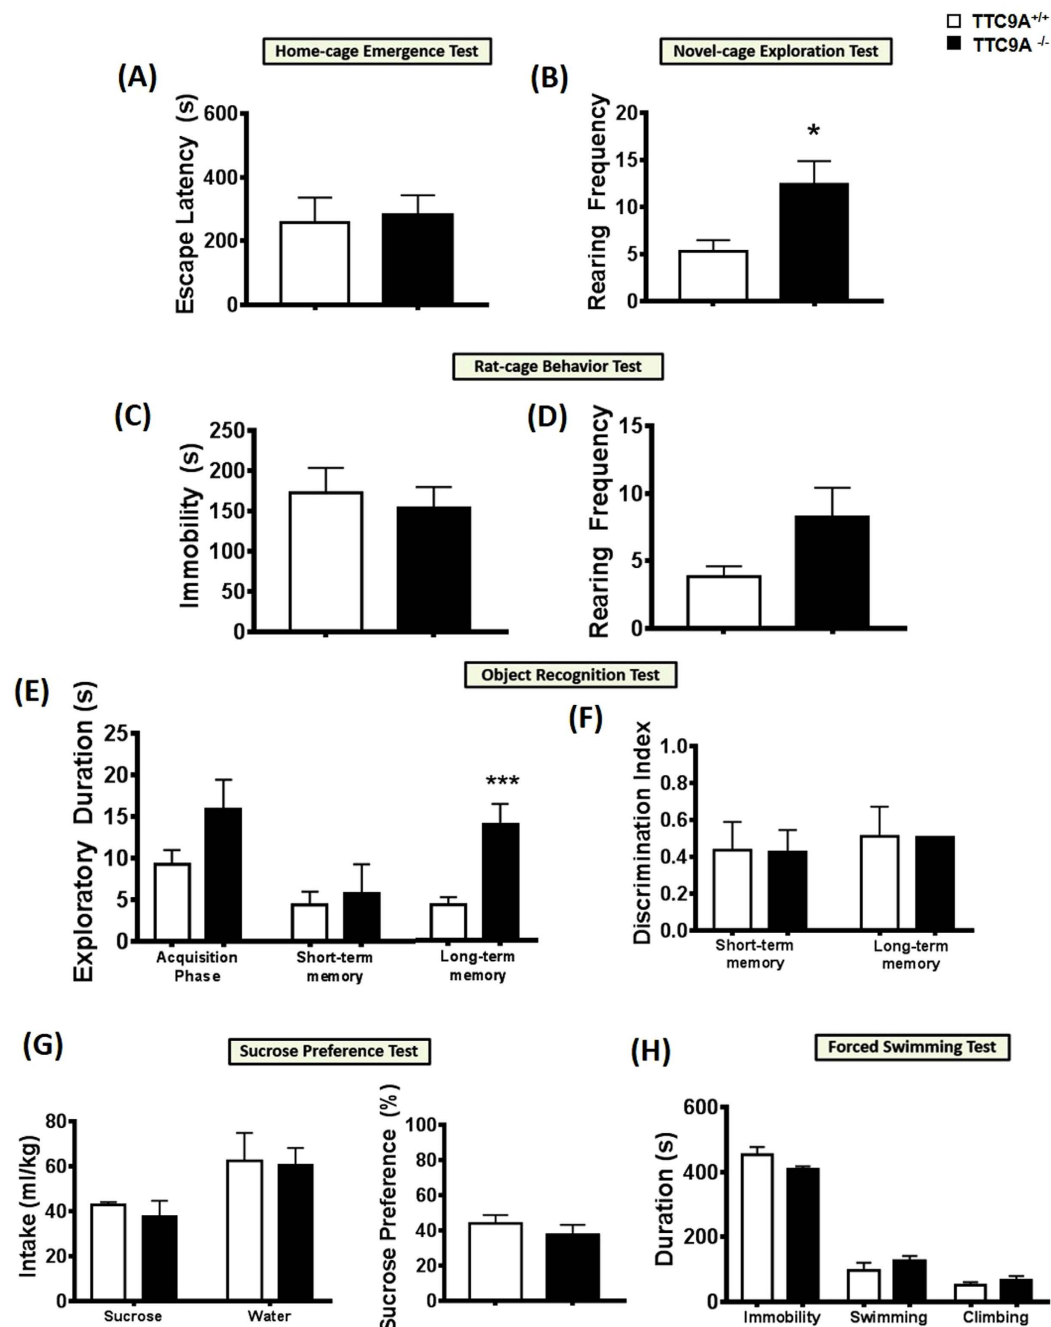 TTC9A+/+
TTC9A -/-
Home-cage Emergence Test
Novel-cage Exploration Test
(A)
Escape Latency (s)
600
400
200
0
(B)
Rearing Frequency
20
15
10
5
0
*
Rat-cage Behavior Test
(C)
Immobility (s)
250
200
150
100
50
0
(D)
Rearing Frequency
15
10
5
0
Object Recognition Test
(E)
Exploratory Duration (s)
25
20
15
10
5
0
***
Acquisition
Phase
Short-term
memory
Long-term
memory
(F)
Discrimination Index
1.0
0.8
0.6
0.4
0.2
0.0
Short-term
memory
Long-term
memory
(G)
Sucrose Preference Test
Intake (ml/kg)
80
60
40
20
0
Sucrose
Water
Sucrose Preference (%)
100
80
60
40
20
0
(H)
Forced Swimming Test
Duration (s)
600
400
200
0
Immobility
Swimming
Climbing